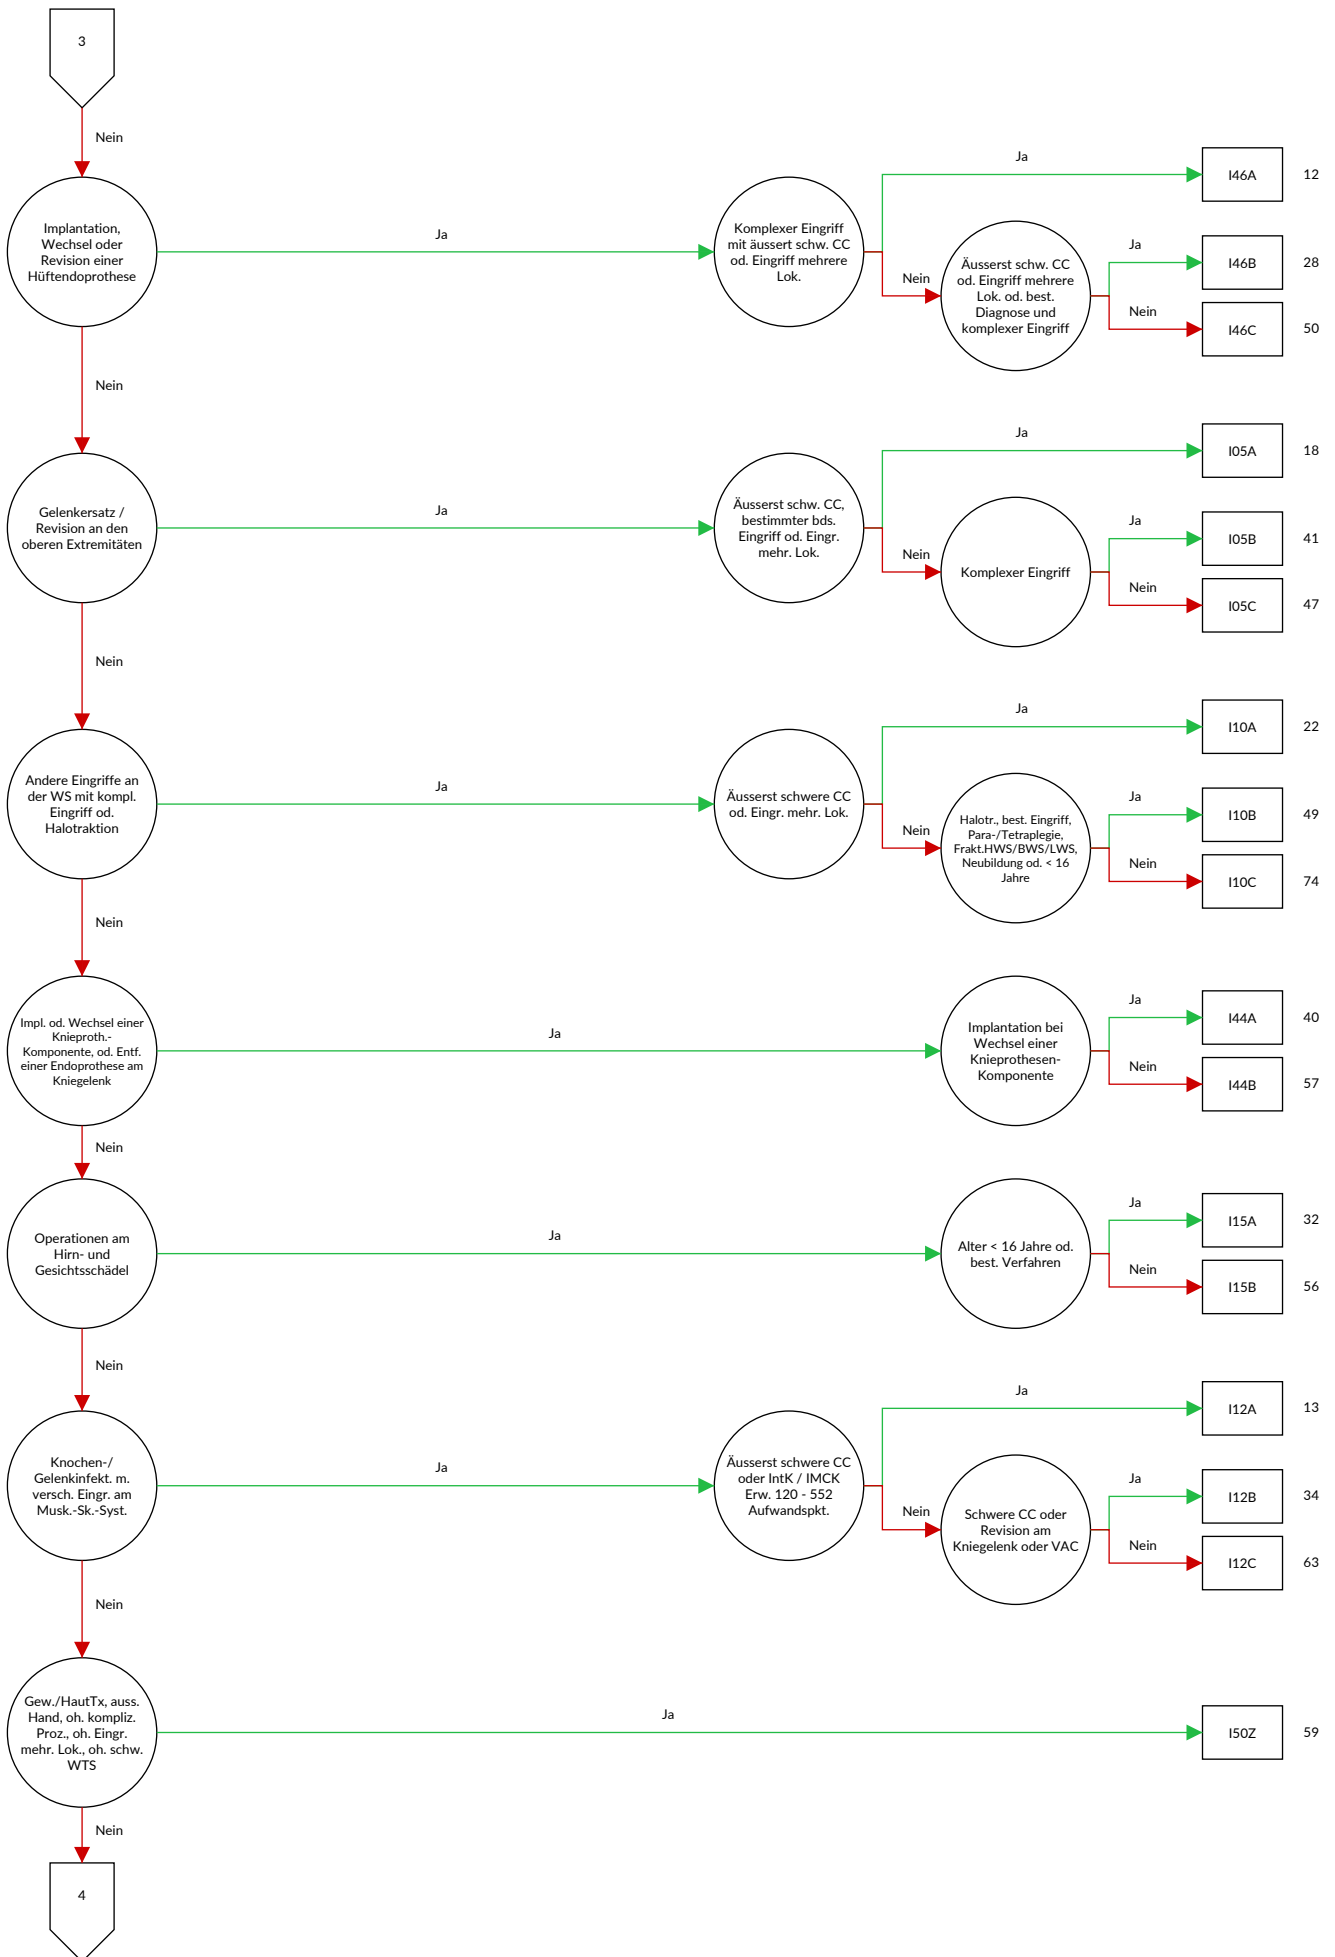 3
Nein
Implantation,
Wechsel oder
Revision einer
Hüftendoprothese
Ja
Komplexer Eingriff
mit äussert schw. CC
od. Eingriff mehrere
Lok.
Ja
I46A
12
Nein
Äusserst schw. CC
od. Eingriff mehrere
Lok. od. best.
Diagnose und
komplexer Eingriff
Ja
I46B
28
Nein
I46C
50
Nein
Gelenkersatz /
Revision an den
oberen Extremitäten
Ja
Äusserst schw. CC,
bestimmter bds.
Eingriff od. Eingr.
mehr. Lok.
Ja
I05A
18
Nein
Komplexer Eingriff
Ja
I05B
41
Nein
I05C
47
Nein
Andere Eingriffe an
der WS mit kompl.
Eingriff od.
Halotraktion
Ja
Äusserst schwere CC
od. Eingr. mehr. Lok.
Ja
I10A
22
Nein
Halotr., best. Eingriff,
Para-/Tetraplegie,
Frakt.HWS/BWS/LWS,
Neubildung od. < 16
Jahre
Ja
I10B
49
Nein
I10C
74
Nein
Impl. od. Wechsel einer
Knieproth.-
Komponente, od. Entf.
einer Endoprothese am
Kniegelenk
Ja
Implantation bei
Wechsel einer
Knieprothesen-
Komponente
Ja
I44A
40
Nein
I44B
57
Nein
Operationen am
Hirn- und
Gesichtsschädel
Ja
Alter < 16 Jahre od.
best. Verfahren
Ja
I15A
32
Nein
I15B
56
Nein
Knochen-/
Gelenkinfekt. m.
versch. Eingr. am
Musk.-Sk.-Syst.
Ja
Äusserst schwere CC
oder IntK / IMCK
Erw. 120 - 552
Aufwandspkt.
Ja
I12A
13
Nein
Schwere CC oder
Revision am
Kniegelenk oder VAC
Ja
I12B
34
Nein
I12C
63
Nein
Gew./HautTx, auss.
Hand, oh. kompliz.
Proz., oh. Eingr.
mehr. Lok., oh. schw.
WTS
Ja
I50Z
59
Nein
4